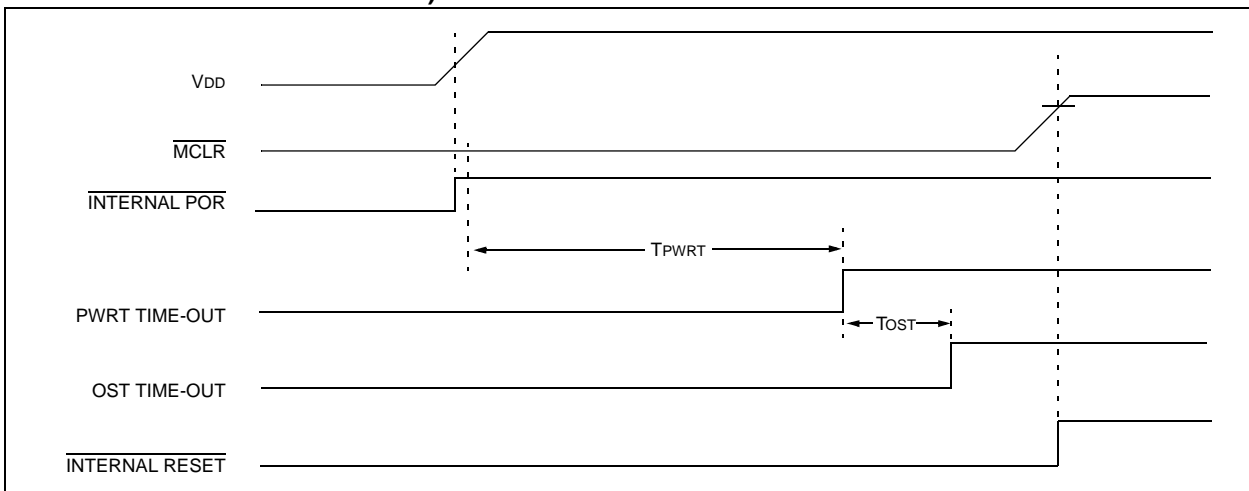 VDD
MCLR
INTERNAL POR
TPWRT
PWRT TIME-OUT
TOST
OST TIME-OUT
INTERNAL RESET